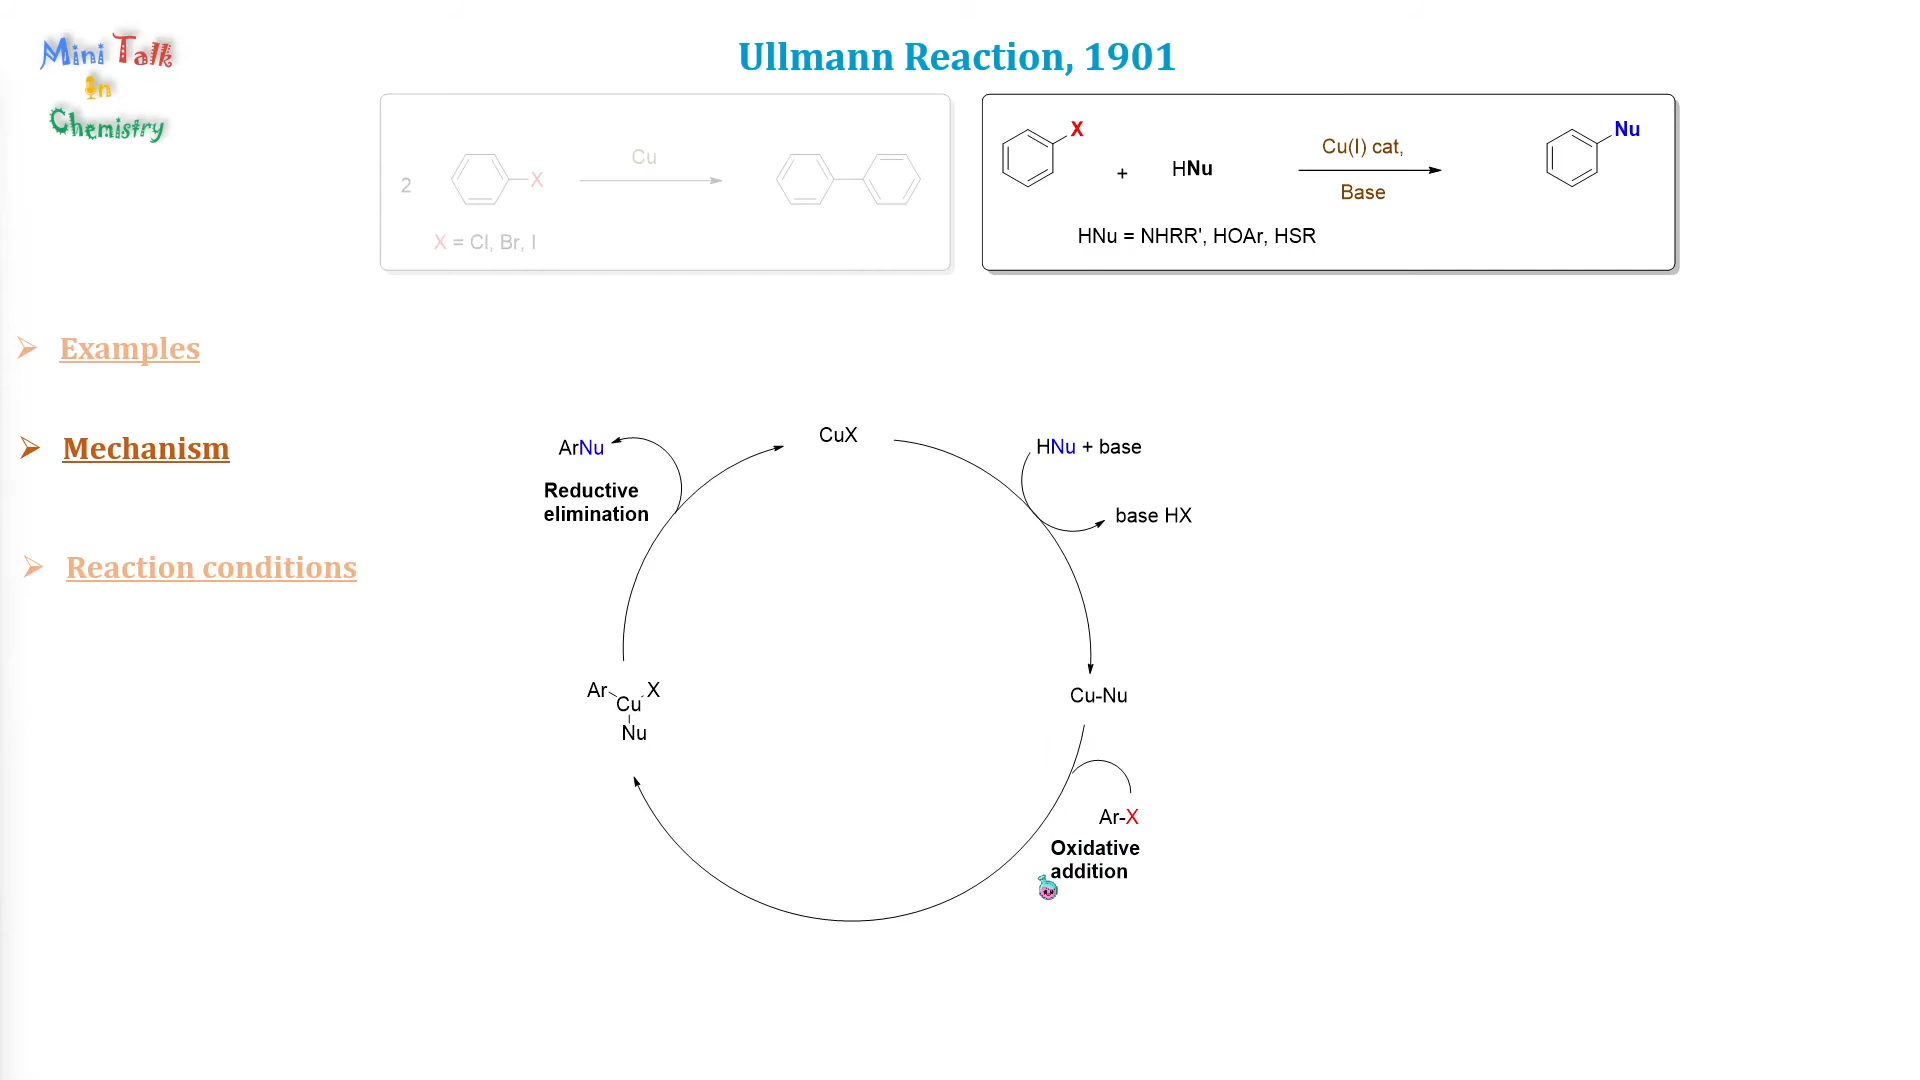 Mini Talk
in
Chemistry
Ullmann Reaction, 1901
2
X
Cu
X = Cl, Br, I
X
+
HNu
Cu(I) cat,
Base
Nu
HNu = NHRR', HOAr, HSR
Examples
Mechanism
Reaction conditions
CuX
HNu + base
base HX
Cu-Nu
Ar-X
Oxidative
addition
Ar X
Cu
Nu
ArNu
Reductive
elimination